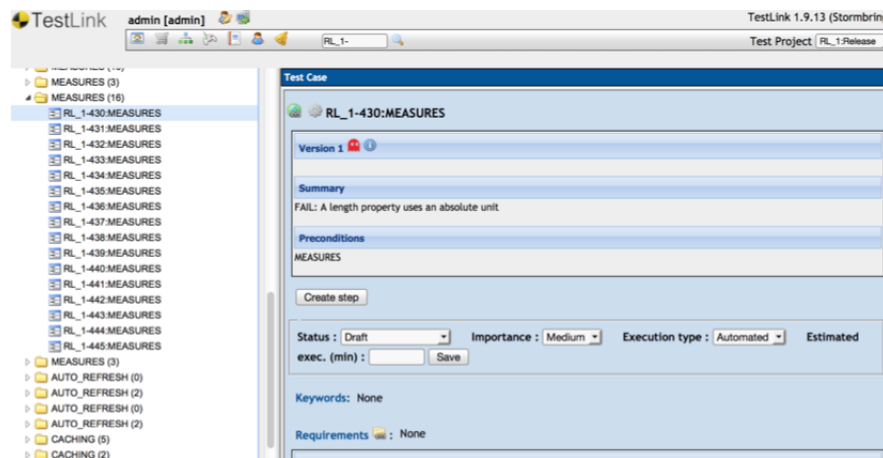 TestLink admin [admin] TestLink 1.9.13 (Stormbrin
RL_1- Test Project RL_1:Release
MEASURES (3)
MEASURES (16)
RL_1-430:MEASURES
RL_1-431:MEASURES
RL_1-432:MEASURES
RL_1-433:MEASURES
RL_1-434:MEASURES
RL_1-435:MEASURES
RL_1-436:MEASURES
RL_1-437:MEASURES
RL_1-438:MEASURES
RL_1-439:MEASURES
RL_1-440:MEASURES
RL_1-441:MEASURES
RL_1-442:MEASURES
RL_1-443:MEASURES
RL_1-444:MEASURES
RL_1-445:MEASURES
MEASURES (3)
AUTO_REFRESH (0)
AUTO_REFRESH (2)
AUTO_REFRESH (0)
AUTO_REFRESH (2)
CACHING (5)
CACHING (2)
Test Case
RL_1-430:MEASURES
Version 1
Summary
FAIL: A length property uses an absolute unit
Preconditions
MEASURES
Create step
Status : Draft Importance : Medium Execution type : Automated Estimated
exec. (min) : Save
Keywords: None
Requirements : None